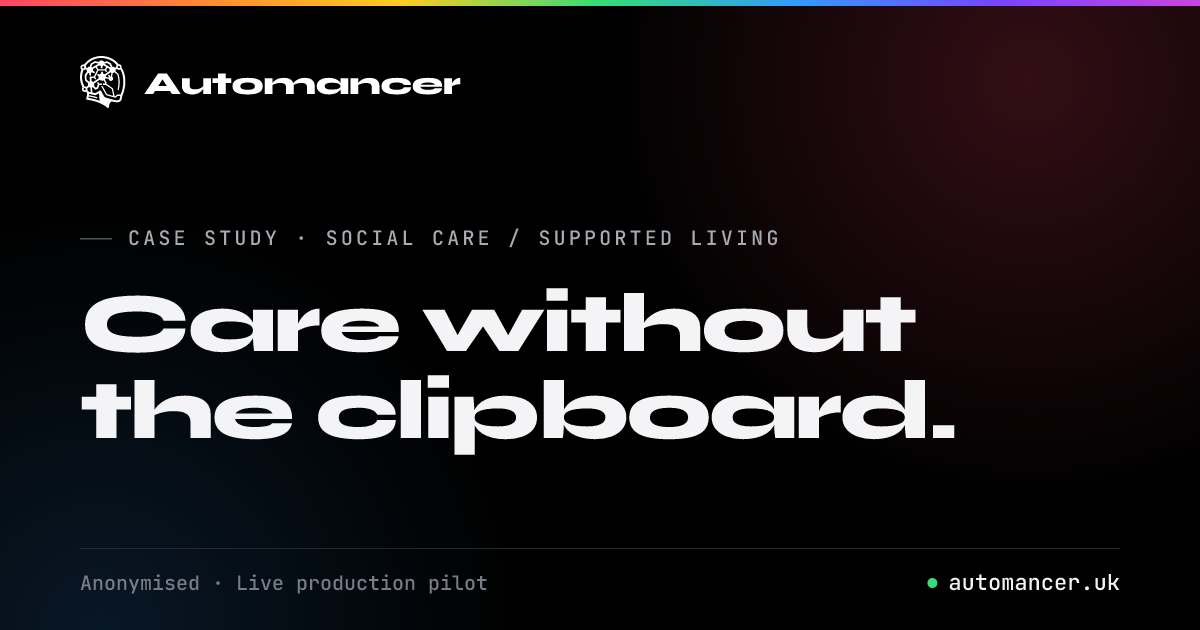 Automancer
CASE STUDY · SOCIAL CARE / SUPPORTED LIVING
Care without
the clipboard.
Anonymised · Live production pilot
automancer.uk